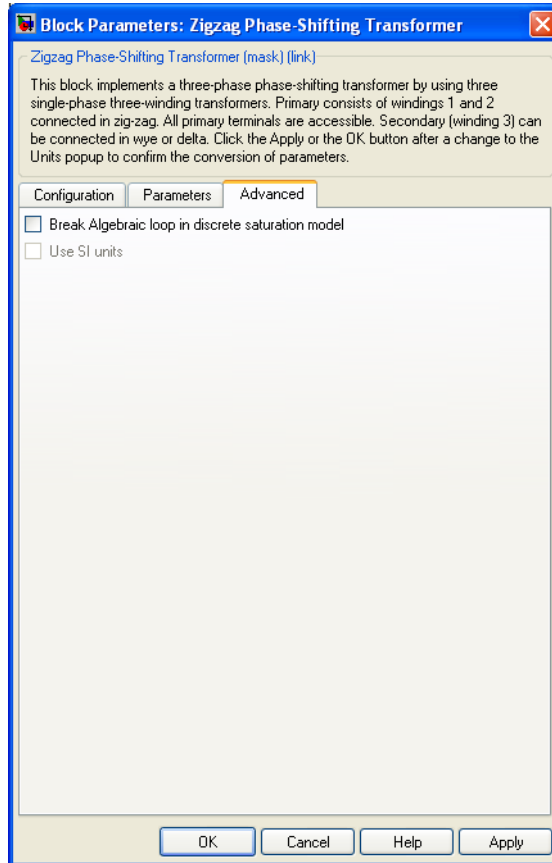 Block Parameters: Zigzag Phase-Shifting Transformer
Zigzag Phase-Shifting Transformer (mask) (link)
This block implements a three-phase phase-shifting transformer by using three
single-phase three-winding transformers. Primary consists of windings 1 and 2
connected in zig-zag. All primary terminals are accessible. Secondary (winding 3) can
be connected in wye or delta. Click the Apply or the OK button after a change to the
Units popup to confirm the conversion of parameters.
Configuration Parameters Advanced
Break Algebraic loop in discrete saturation model
Use SI units
OK Cancel Help Apply